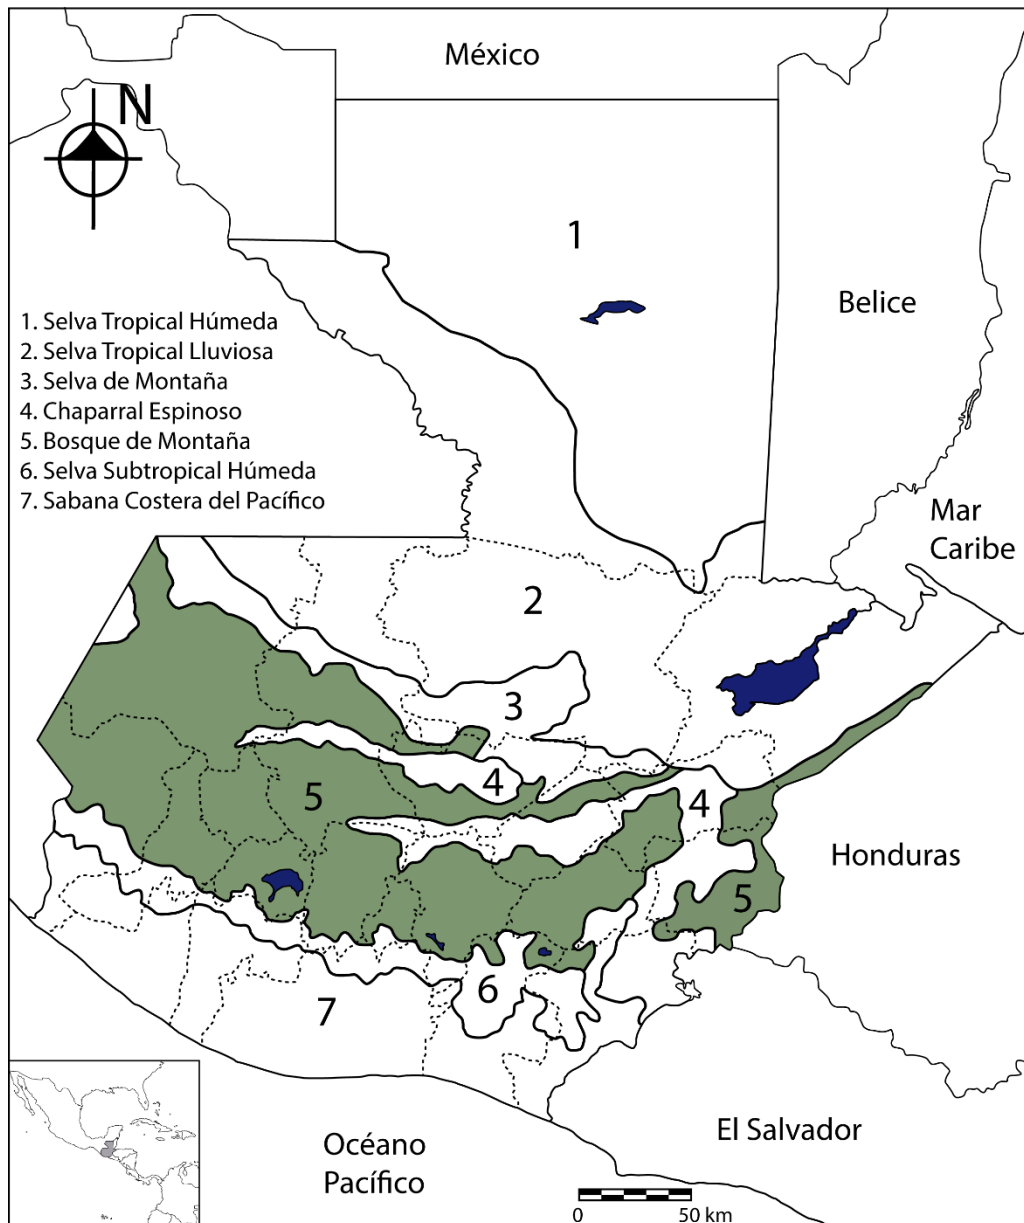 México
N
1
Belice
1. Selva Tropical Húmeda
2. Selva Tropical Lluviosa
3. Selva de Montaña
4. Chaparral Espinoso
5. Bosque de Montaña
6. Selva Subtropical Húmeda
7. Sabana Costera del Pacífico
Mar
Caribe
2
3
4
5
4
Honduras
5
6
7
El Salvador
Océano
Pacífico
0 50 km